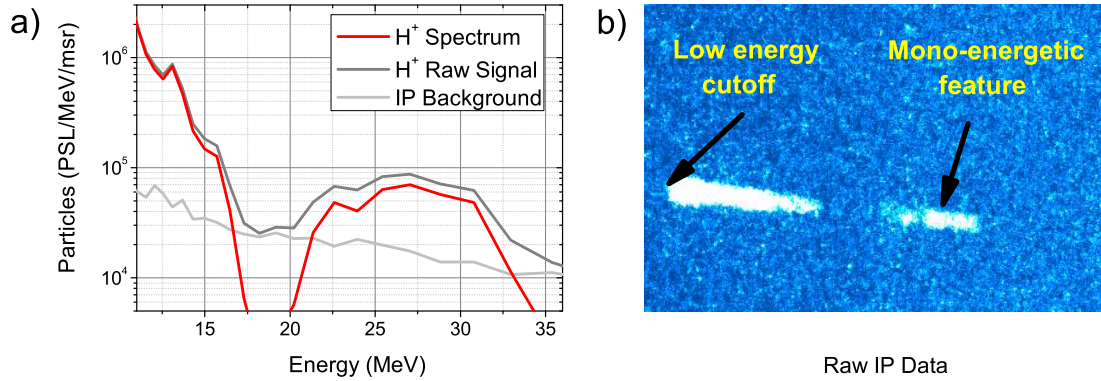 a)
Particles (PSL/MeV/msr)
10⁶
10⁵
10⁴
H⁺ Spectrum
H⁺ Raw Signal
IP Background
15 20 25 30 35
Energy (MeV)
b)
Low energy
cutoff
Mono-energetic
feature
Raw IP Data